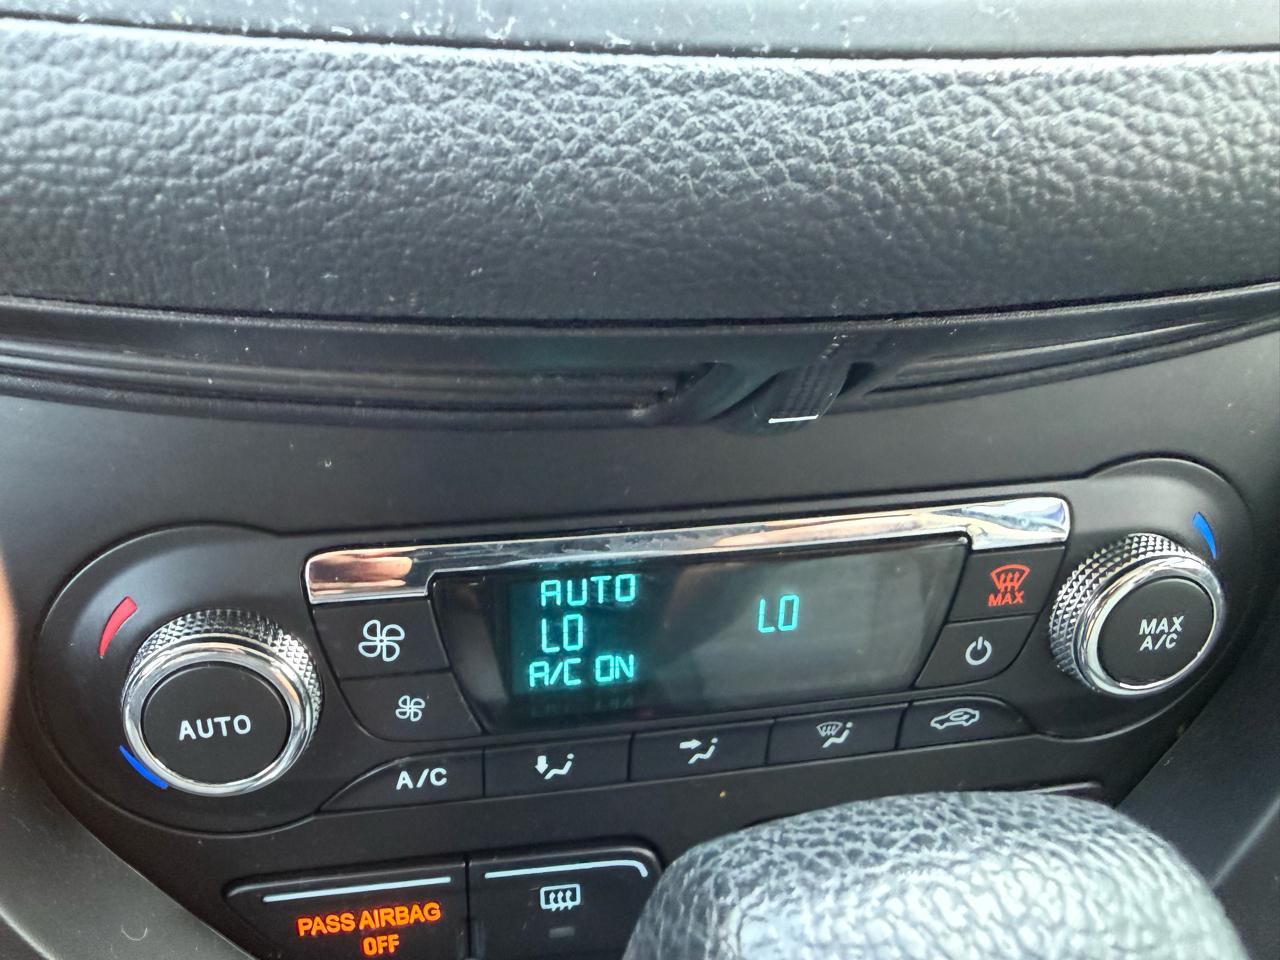 AUTO
LO
A/C ON
LO
MAX
AUTO
MAX
A/C
A/C
PASS AIRBAG
OFF